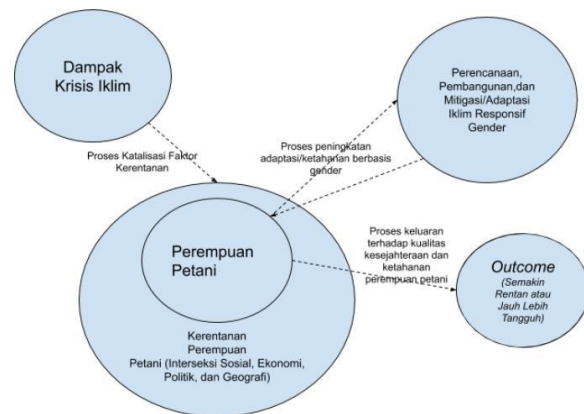 Dampak
Krisis Iklim
Perencanaan,
Pembangunan,dan
Mitigasi/Adaptasi
Iklim Responsif
Gender
Proses Katalisasi Faktor
Kerentanan
Proses peningkatan
adaptasi/ketahanan berbasis
gender
Perempuan
Petani
Proses keluaran
terhadap kualitas
kesejahteraan dan
ketahanan
perempuan petani
Outcome
(Semakin
Rentan atau
Jauh Lebih
Tangguh)
Kerentanan
Perempuan
Petani (Interseksi Sosial, Ekonomi,
Politik, dan Geografi)